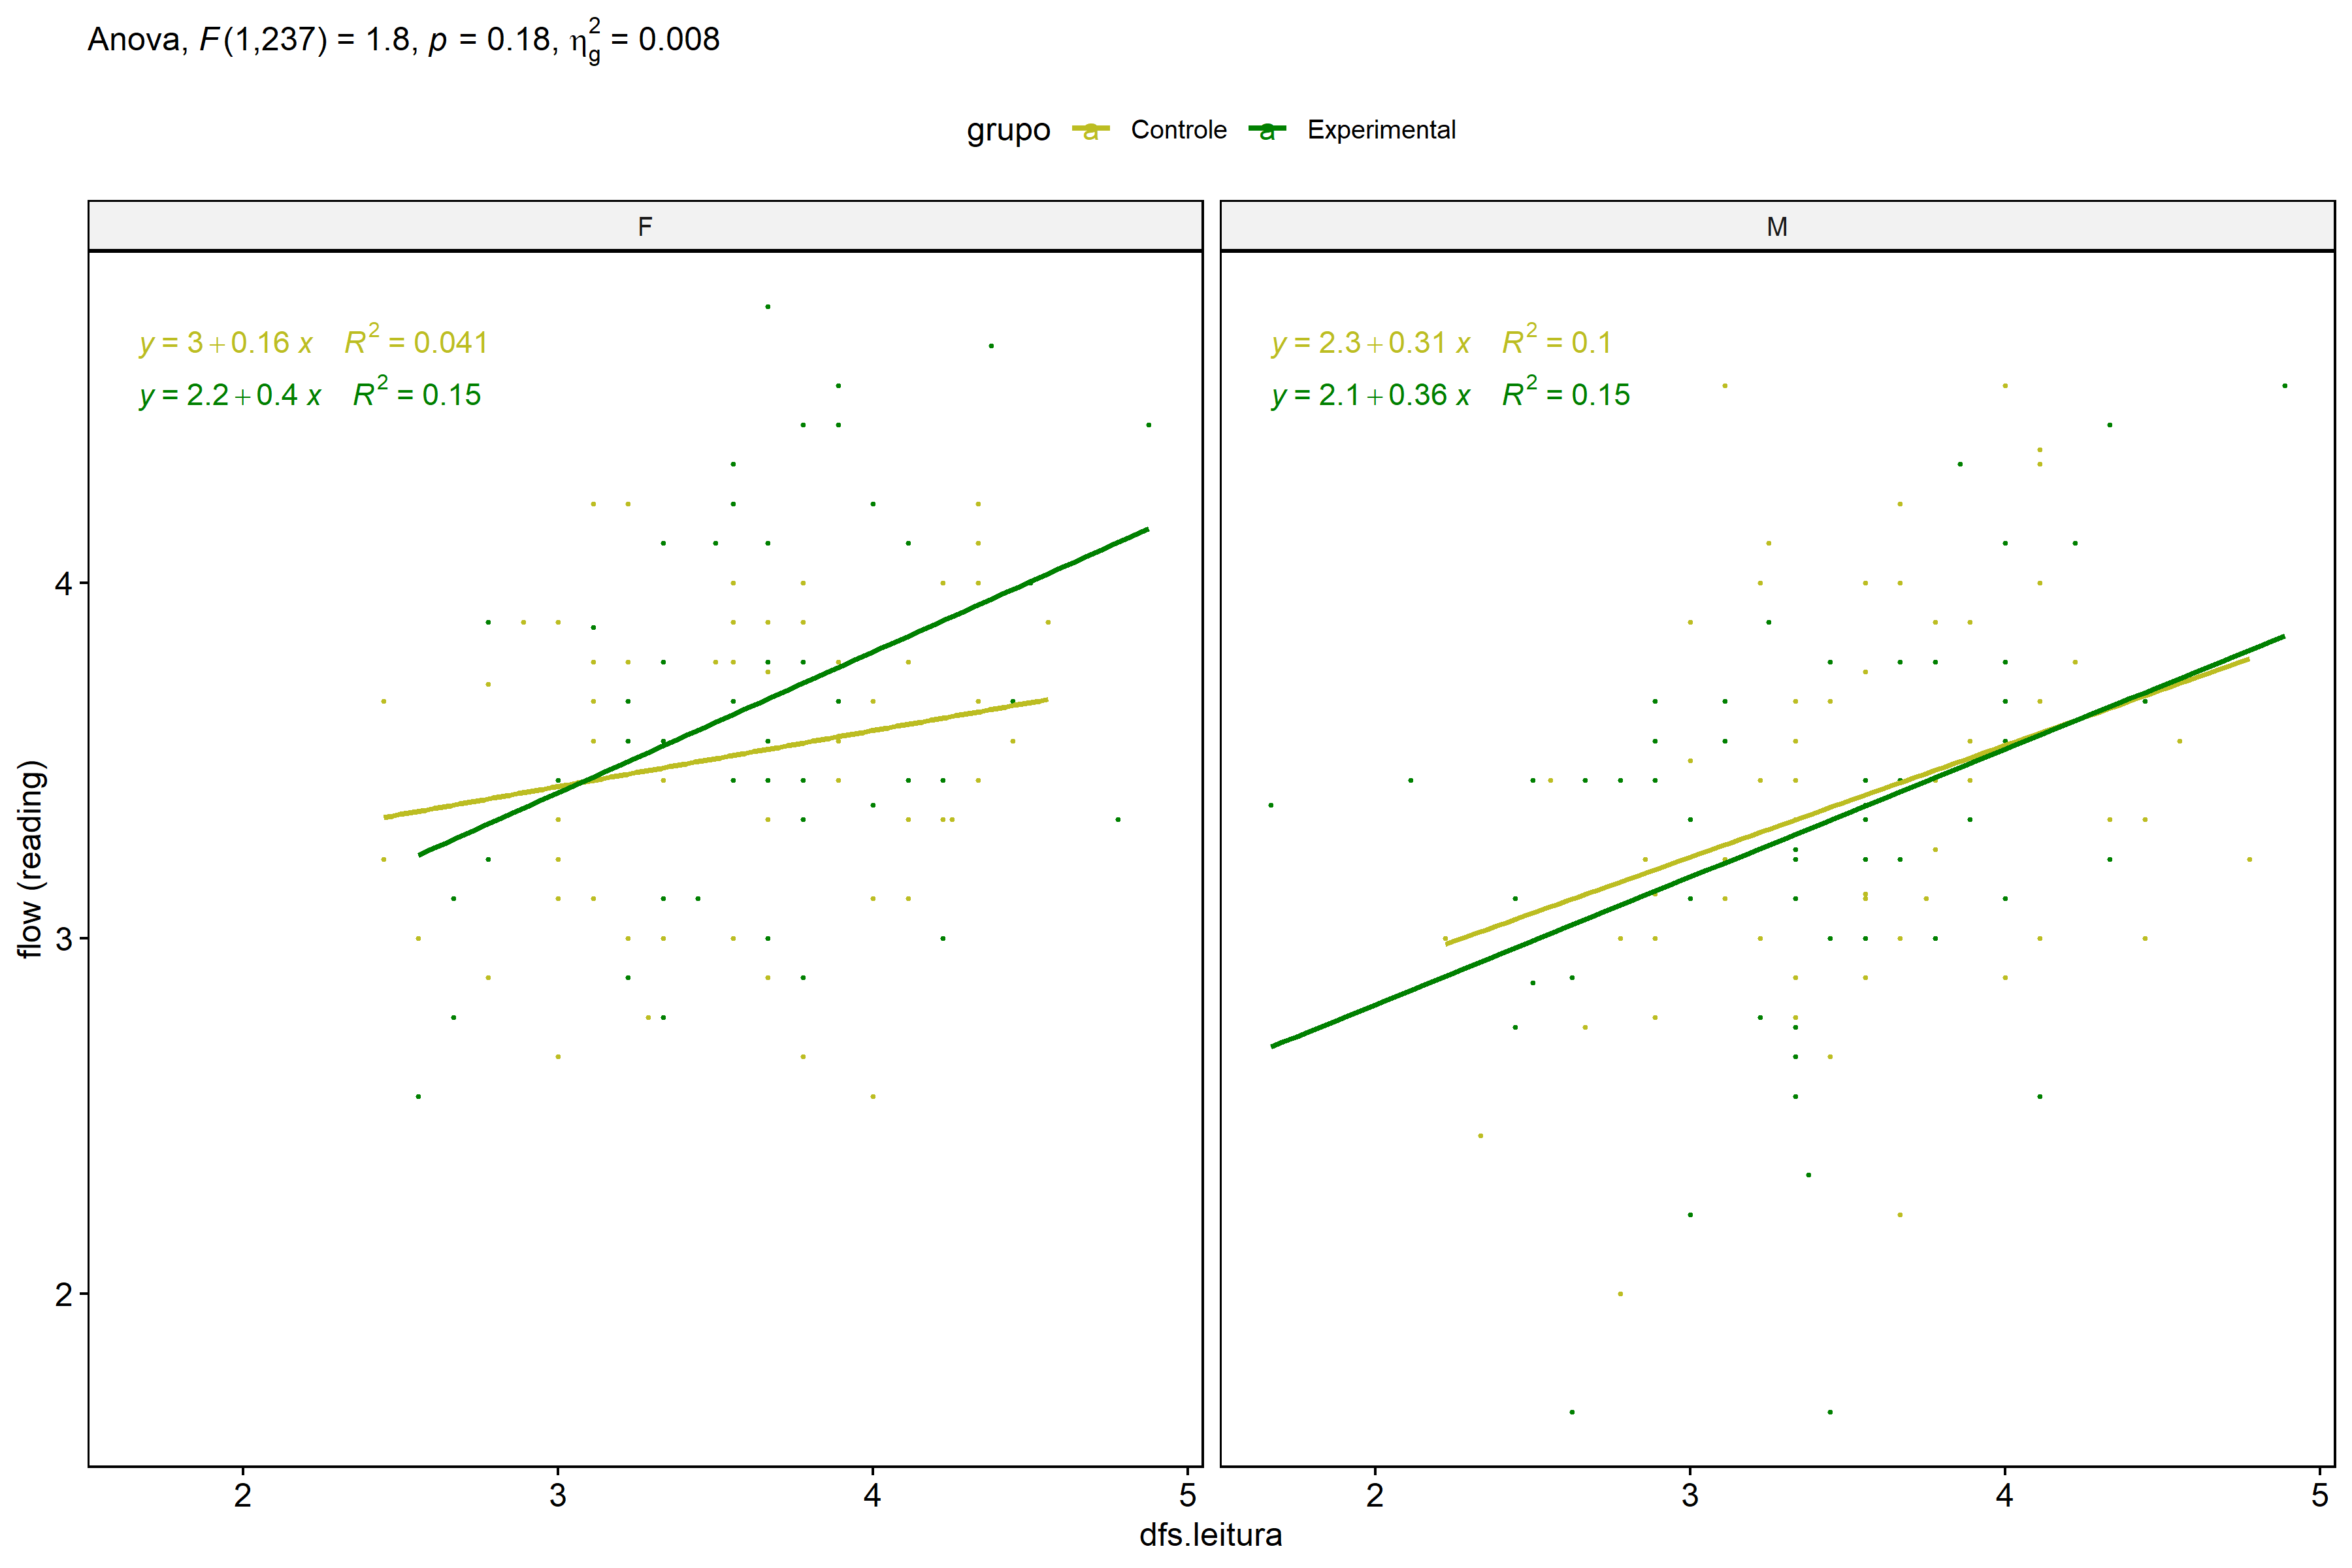 Anova, F(1,237) = 1.8, p = 0.18, η²g = 0.008
grupo a Controle a Experimental
F
M
y = 3 + 0.16 x R² = 0.041
y = 2.2 + 0.4 x R² = 0.15
y = 2.3 + 0.31 x R² = 0.1
y = 2.1 + 0.36 x R² = 0.15
flow (reading)
4
3
2
2 3 4 5
2 3 4 5
dfs.leitura